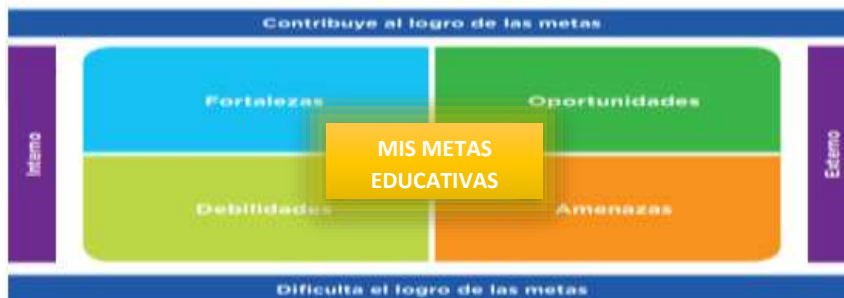 Contribuye al logro de las metas
Interno
Fortalezas
Oportunidades
Externo
MIS METAS
EDUCATIVAS
Debilidades
Amenazas
Dificulta el logro de las metas